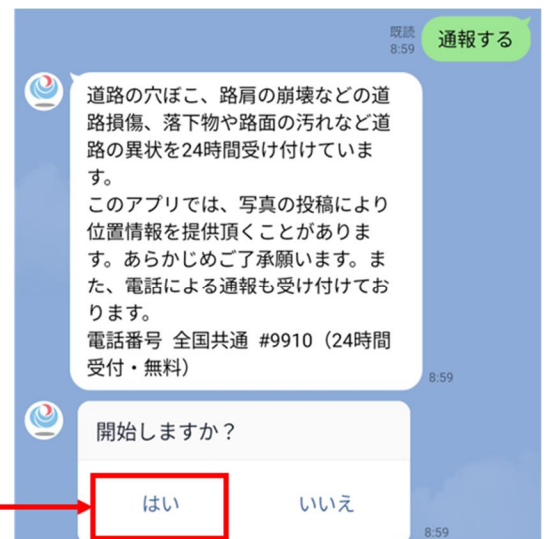 通報する
既読
8:59
道路の穴ぼこ、路肩の崩壊などの道
路損傷、落下物や路面の汚れなど道
路の異状を24時間受け付けていま
す。
このアプリでは、写真の投稿により
位置情報を提供頂くことがありま
す。あらかじめご了承願います。ま
た、電話による通報も受け付けてお
ります。
電話番号 全国共通 #9910（24時間
受付・無料）
8:59
開始しますか？
はい
いいえ
8:59